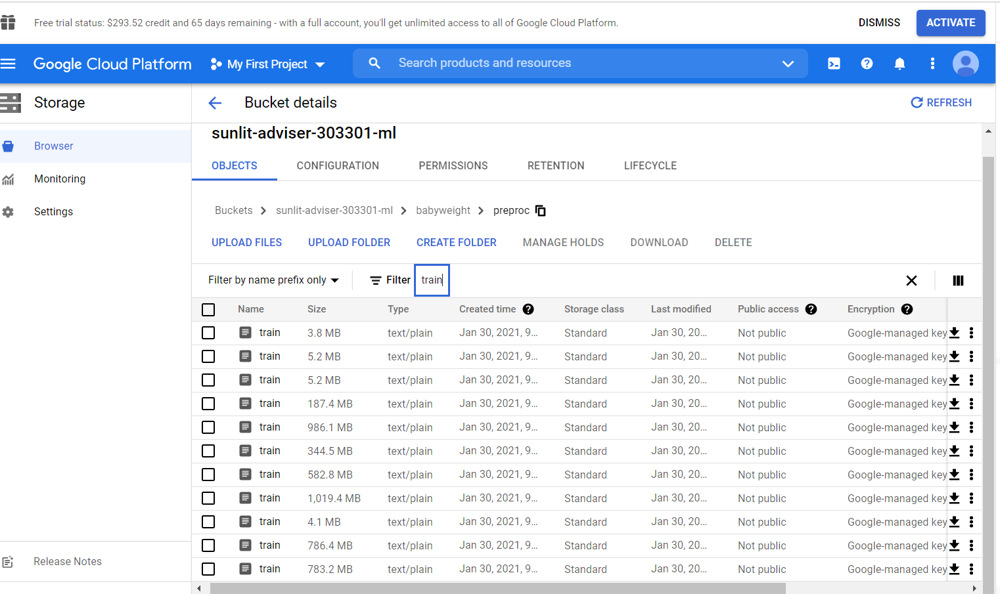 Free trial status: $293.52 credit and 65 days remaining - with a full account, you'll get unlimited access to all of Google Cloud Platform.
DISMISS
ACTIVATE
Google Cloud Platform
My First Project
Search products and resources
Storage
Bucket details
REFRESH
sunlit-adviser-303301-ml
Browser
Monitoring
Settings
Release Notes
OBJECTS CONFIGURATION PERMISSIONS RETENTION LIFECYCLE
Buckets > sunlit-adviser-303301-ml > babyweight > preproc
UPLOAD FILES UPLOAD FOLDER CREATE FOLDER MANAGE HOLDS DOWNLOAD DELETE
Filter by name prefix only Filter train
Name Size Type Created time Storage class Last modified Public access Encryption
train 3.8 MB text/plain Jan 30, 2021, 9... Standard Jan 30, 20... Not public Google-managed key
train 5.2 MB text/plain Jan 30, 2021, 9... Standard Jan 30, 20... Not public Google-managed key
train 5.2 MB text/plain Jan 30, 2021, 9... Standard Jan 30, 20... Not public Google-managed key
train 187.4 MB text/plain Jan 30, 2021, 9... Standard Jan 30, 20... Not public Google-managed key
train 986.1 MB text/plain Jan 30, 2021, 9... Standard Jan 30, 20... Not public Google-managed key
train 344.5 MB text/plain Jan 30, 2021, 9... Standard Jan 30, 20... Not public Google-managed key
train 582.8 MB text/plain Jan 30, 2021, 9... Standard Jan 30, 20... Not public Google-managed key
train 1,019.4 MB text/plain Jan 30, 2021, 9... Standard Jan 30, 20... Not public Google-managed key
train 4.1 MB text/plain Jan 30, 2021, 9... Standard Jan 30, 20... Not public Google-managed key
train 786.4 MB text/plain Jan 30, 2021, 9... Standard Jan 30, 20... Not public Google-managed key
train 783.2 MB text/plain Jan 30, 2021, 9... Standard Jan 30, 20... Not public Google-managed key